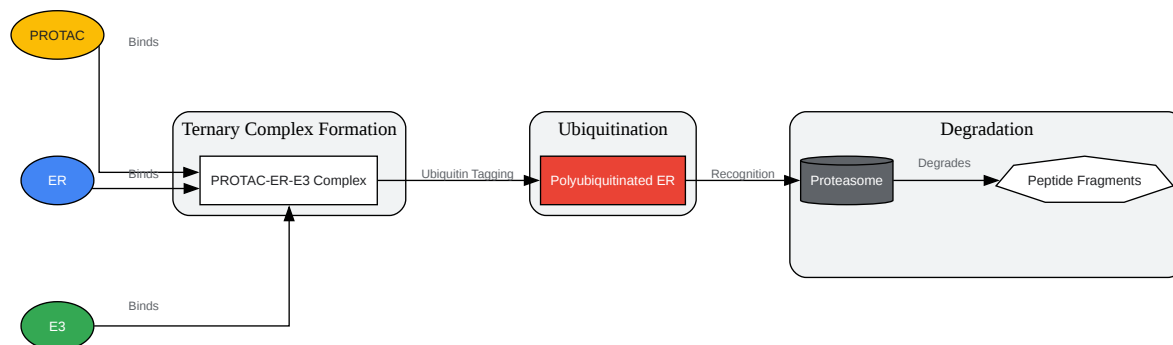 PROTAC
Binds
Ternary Complex Formation
Ubiquitination
Degradation
ER
Binds
PROTAC-ER-E3 Complex
Ubiquitin Tagging
Polyubiquitinated ER
Recognition
Proteasome
Degrades
Peptide Fragments
E3
Binds